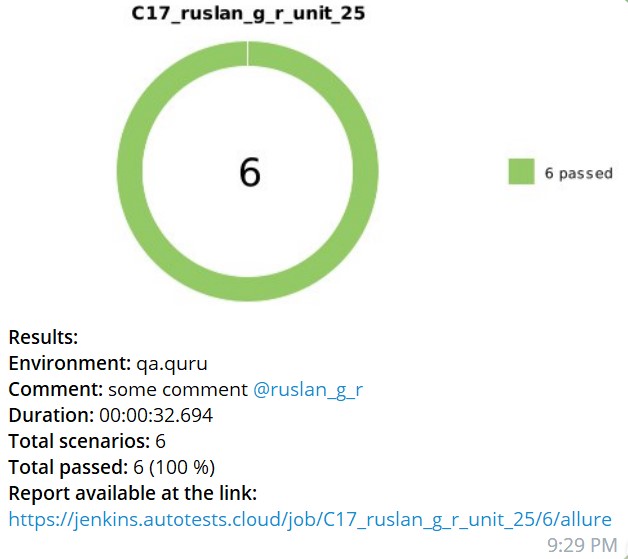 C17_ruslan_g_r_unit_25
6
6 passed
Results:
Environment: qa.quru
Comment: some comment @ruslan_g_r
Duration: 00:00:32.694
Total scenarios: 6
Total passed: 6 (100 %)
Report available at the link:
https://jenkins.autotests.cloud/job/C17_ruslan_g_r_unit_25/6/allure
9:29 PM